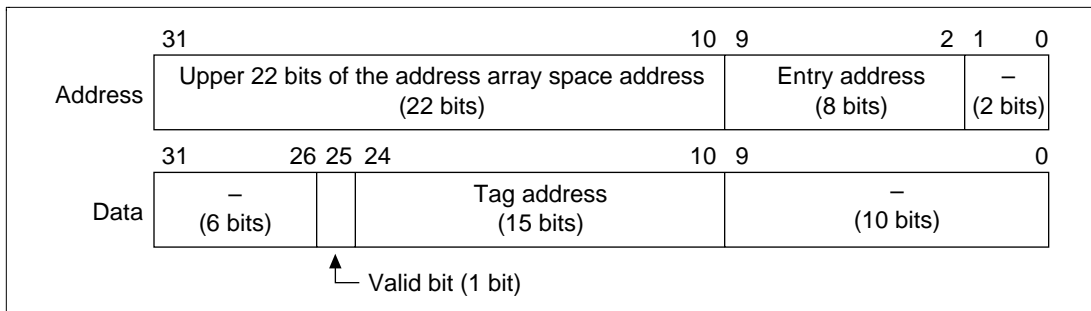 31 10 9 2 1 0
Address Upper 22 bits of the address array space address Entry address –
(22 bits) (8 bits) (2 bits)
31 26 25 24 10 9 0
Data – Tag address –
(6 bits) (15 bits) (10 bits)
Valid bit (1 bit)